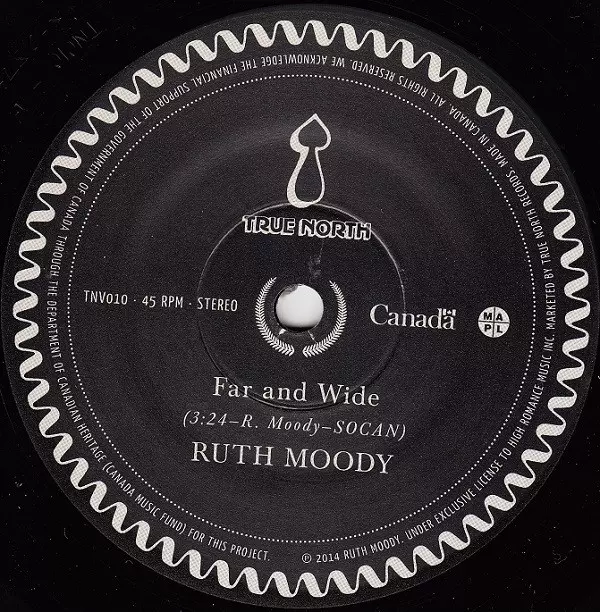 TRUE NORTH
TNV010 · 45 RPM · STEREO
Canada
M A P L
Far and Wide
(3:24–R. Moody–SOCAN)
RUTH MOODY
℗ 2014 RUTH MOODY. UNDER EXCLUSIVE LICENSE TO HIGH ROMANCE MUSIC INC. MARKETED BY TRUE NORTH RECORDS. MADE IN CANADA. ALL RIGHTS RESERVED. WE ACKNOWLEDGE THE FINANCIAL SUPPORT OF THE GOVERNMENT OF CANADA THROUGH THE DEPARTMENT OF CANADIAN HERITAGE (CANADA MUSIC FUND) FOR THIS PROJECT.